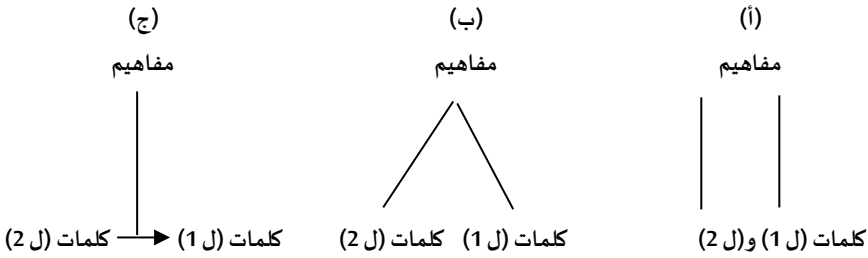 (أ) (ب) (ج)
مفاهيم مفاهيم مفاهيم
كلمات (ل 1) و(ل 2) كلمات (ل 1) كلمات (ل 2) كلمات (ل 1) كلمات (ل 2)